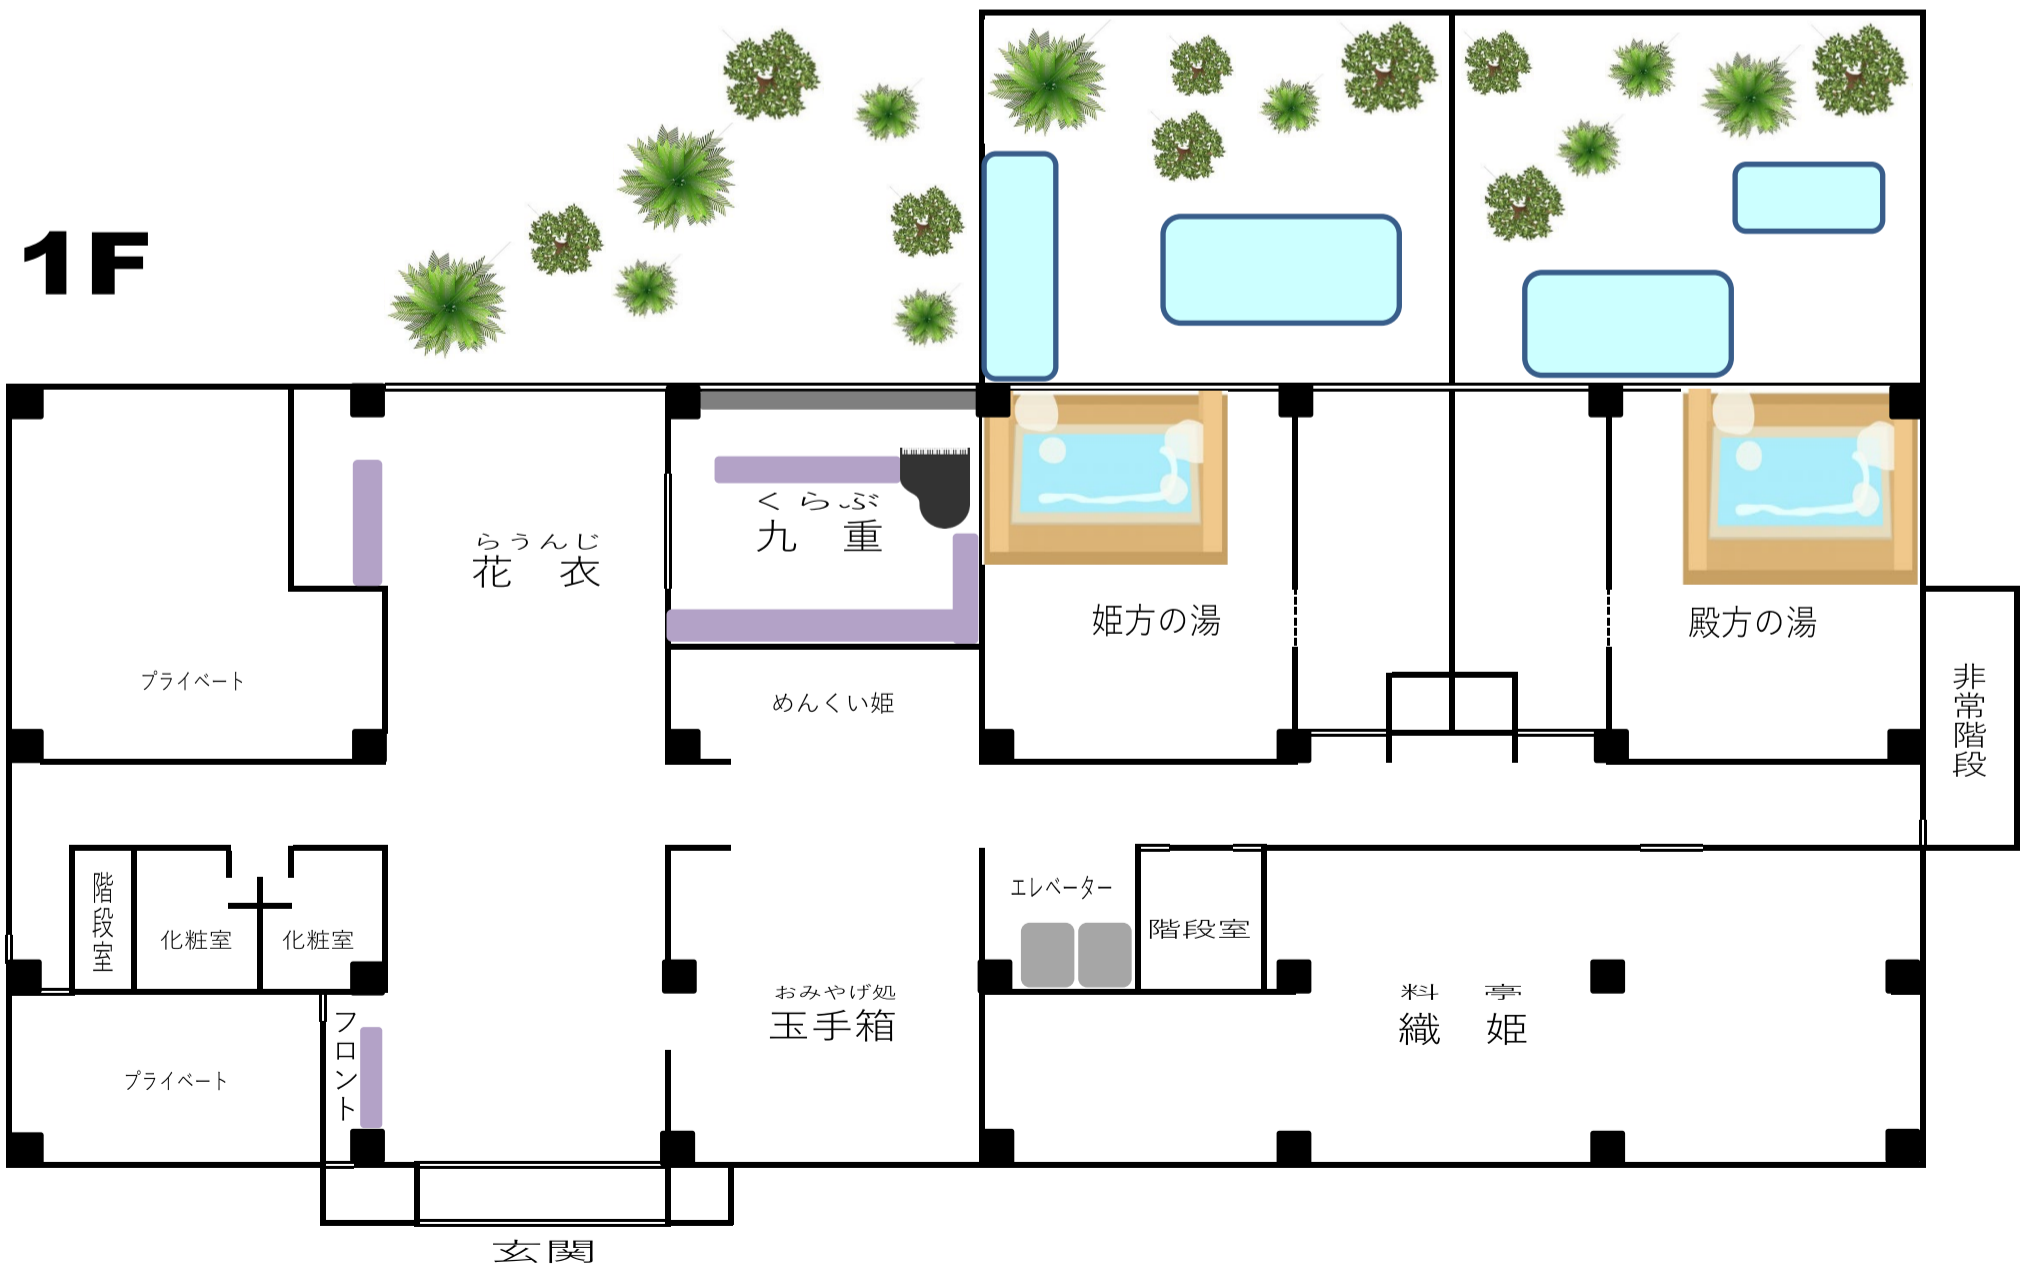 1F
らうんじ
花 衣
くらぶ
九 重
姫方の湯
殿方の湯
プライベート
めんくい姫
非常階段
階段室
化粧室
化粧室
エレベーター
階段室
おみやげ処
玉手箱
料 亭
織 姫
フロント
プライベート
玄関